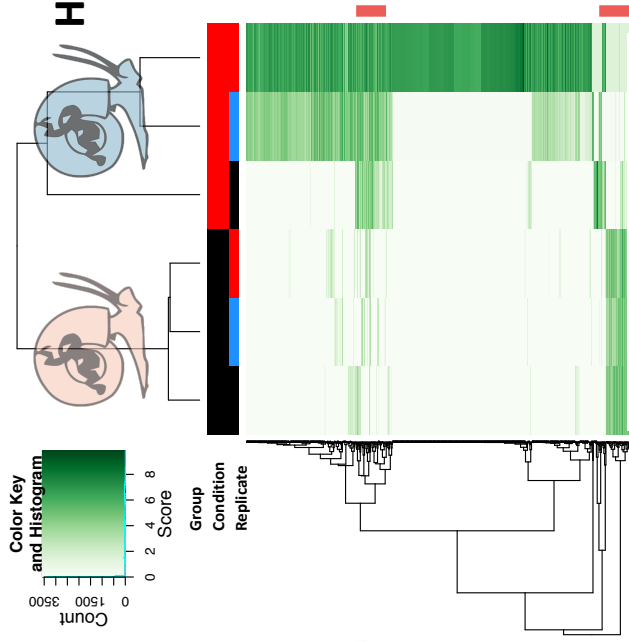 H
Color Key
and Histogram
Count
0
1500
3500
0
2
4
6
8
Score
Group
Condition
Replicate